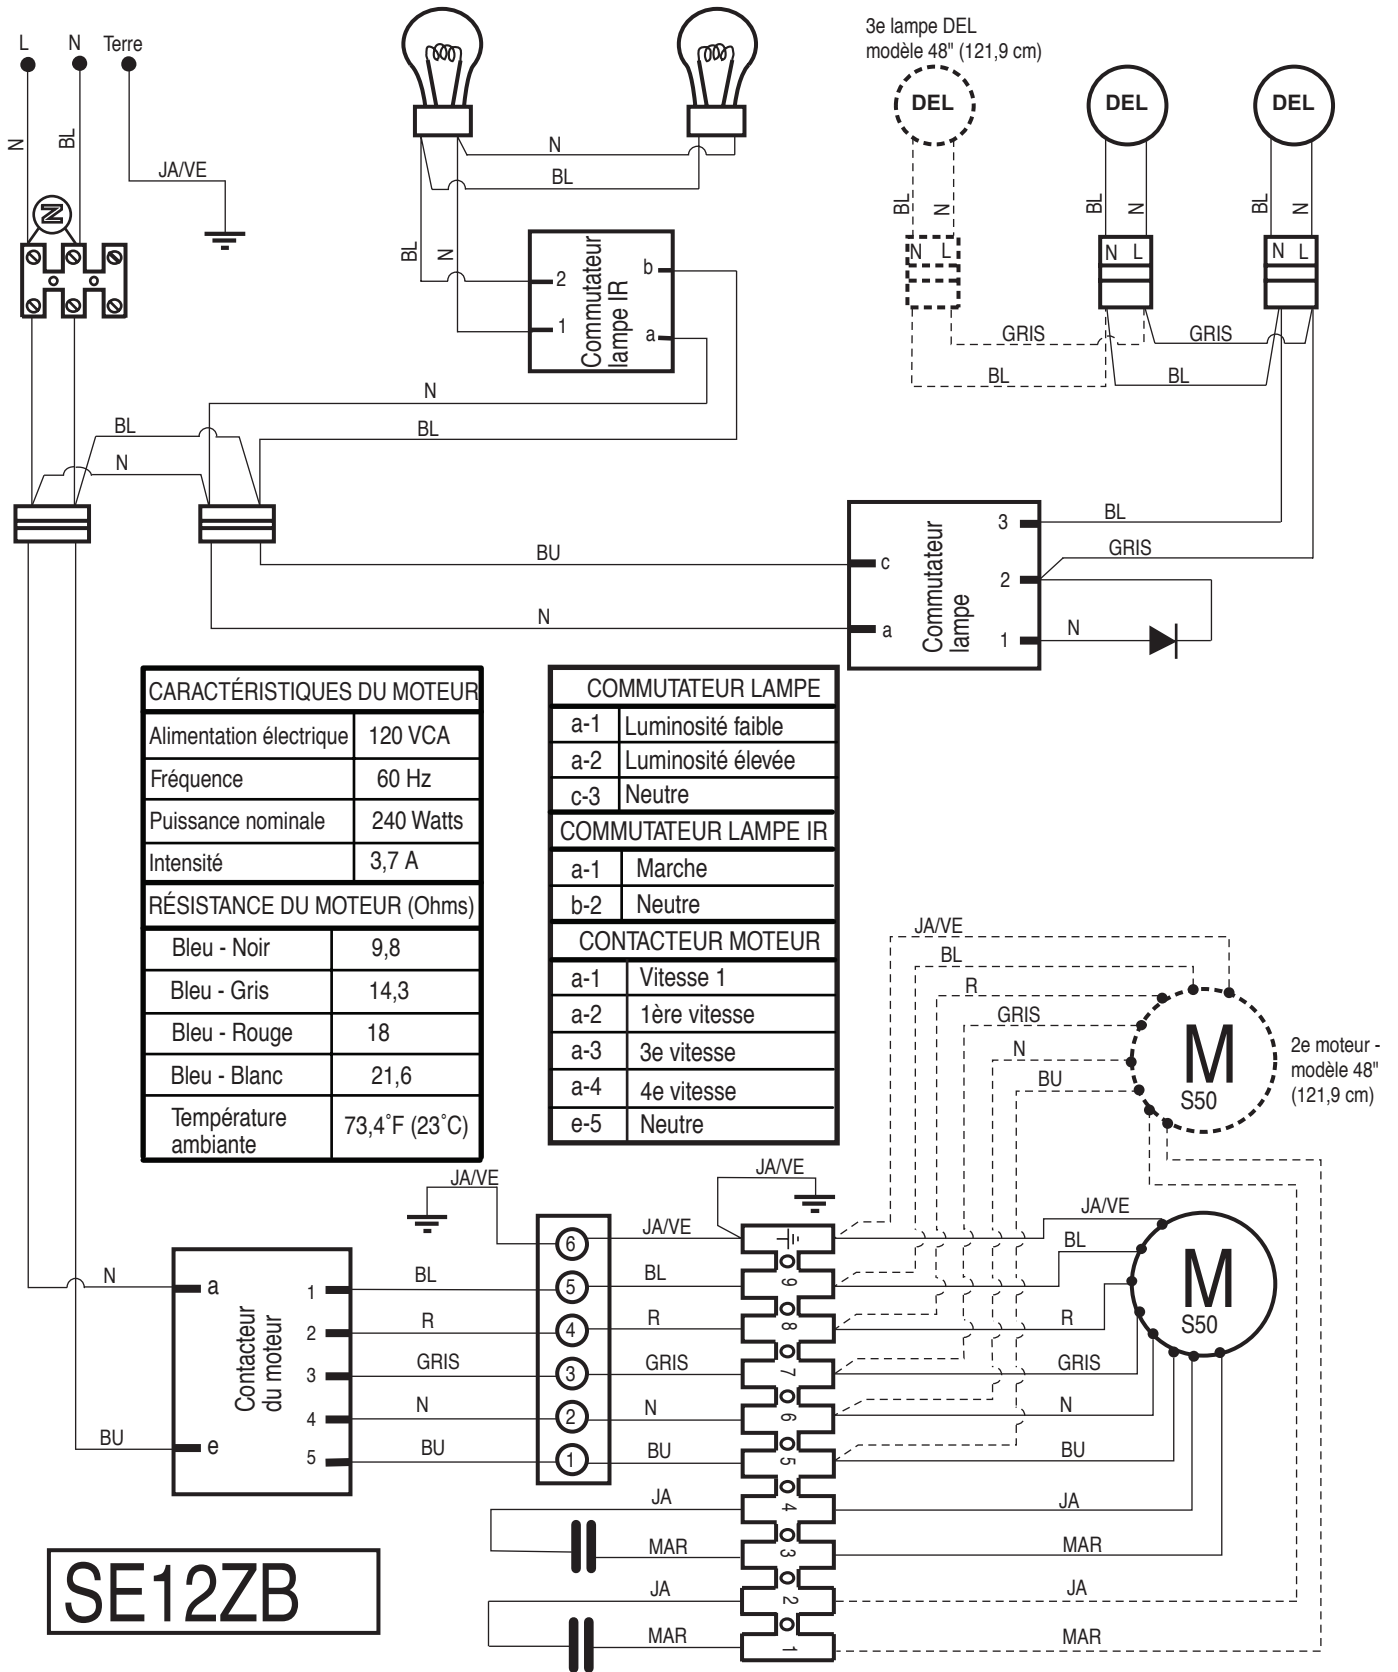 L N Terre
3e lampe DEL
modèle 48" (121,9 cm)
DEL DEL DEL
N BL JA/VE
N
N
BL
BL N
BL N BL N BL N
N L N L N L
Commutateur
lampe IR
2 b
1 a
GRIS GRIS
BL BL
N
BL
BL
N
BU
N
Commutateur
lampe
c 3
a 2
1
BL
GRIS
N
CARACTÉRISTIQUES DU MOTEUR
Alimentation électrique 120 VCA
Fréquence 60 Hz
Puissance nominale 240 Watts
Intensité 3,7 A
RÉSISTANCE DU MOTEUR (Ohms)
Bleu - Noir 9,8
Bleu - Gris 14,3
Bleu - Rouge 18
Bleu - Blanc 21,6
Température
ambiante 73,4˚F (23˚C)
COMMUTATEUR LAMPE
a-1 Luminosité faible
a-2 Luminosité élevée
c-3 Neutre
COMMUTATEUR LAMPE IR
a-1 Marche
b-2 Neutre
CONTACTEUR MOTEUR
a-1 Vitesse 1
a-2 1ère vitesse
a-3 3e vitesse
a-4 4e vitesse
e-5 Neutre
JA/VE
BL
R
GRIS
N
BU
M
S50
2e moteur -
modèle 48"
(121,9 cm)
JA/VE JA/VE
JA/VE JA/VE
N BL BL BL
R R R
GRIS GRIS GRIS
N N N
BU BU BU BU
Contacteur
du moteur
a 1
2
3
4
e 5
6
5
4
3
2
1
9
8
7
6
5
4
3
2
1
M
S50
JA JA
MAR MAR
JA JA
MAR MAR
SE12ZB